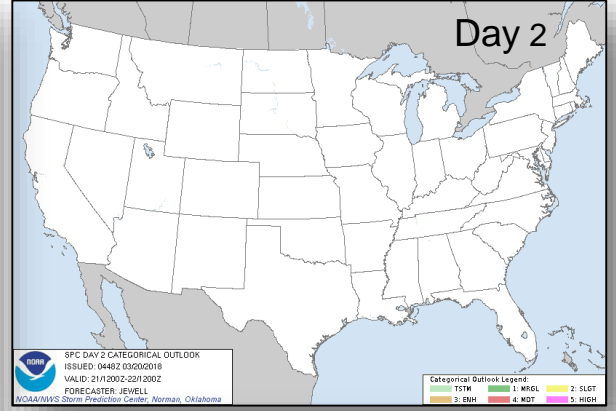 Day 2
SPC DAY 2 CATEGORICAL OUTLOOK
ISSUED: 0448Z 03/20/2018
VALID: 21/1200Z-22/1200Z
FORECASTER: JEWELL
NOAA/NWS Storm Prediction Center, Norman, Oklahoma
NOAA
Categorical Outlook Legend:
TSTM 1: MRGL 2: SLGT
3: ENH 4: MDT 5: HIGH